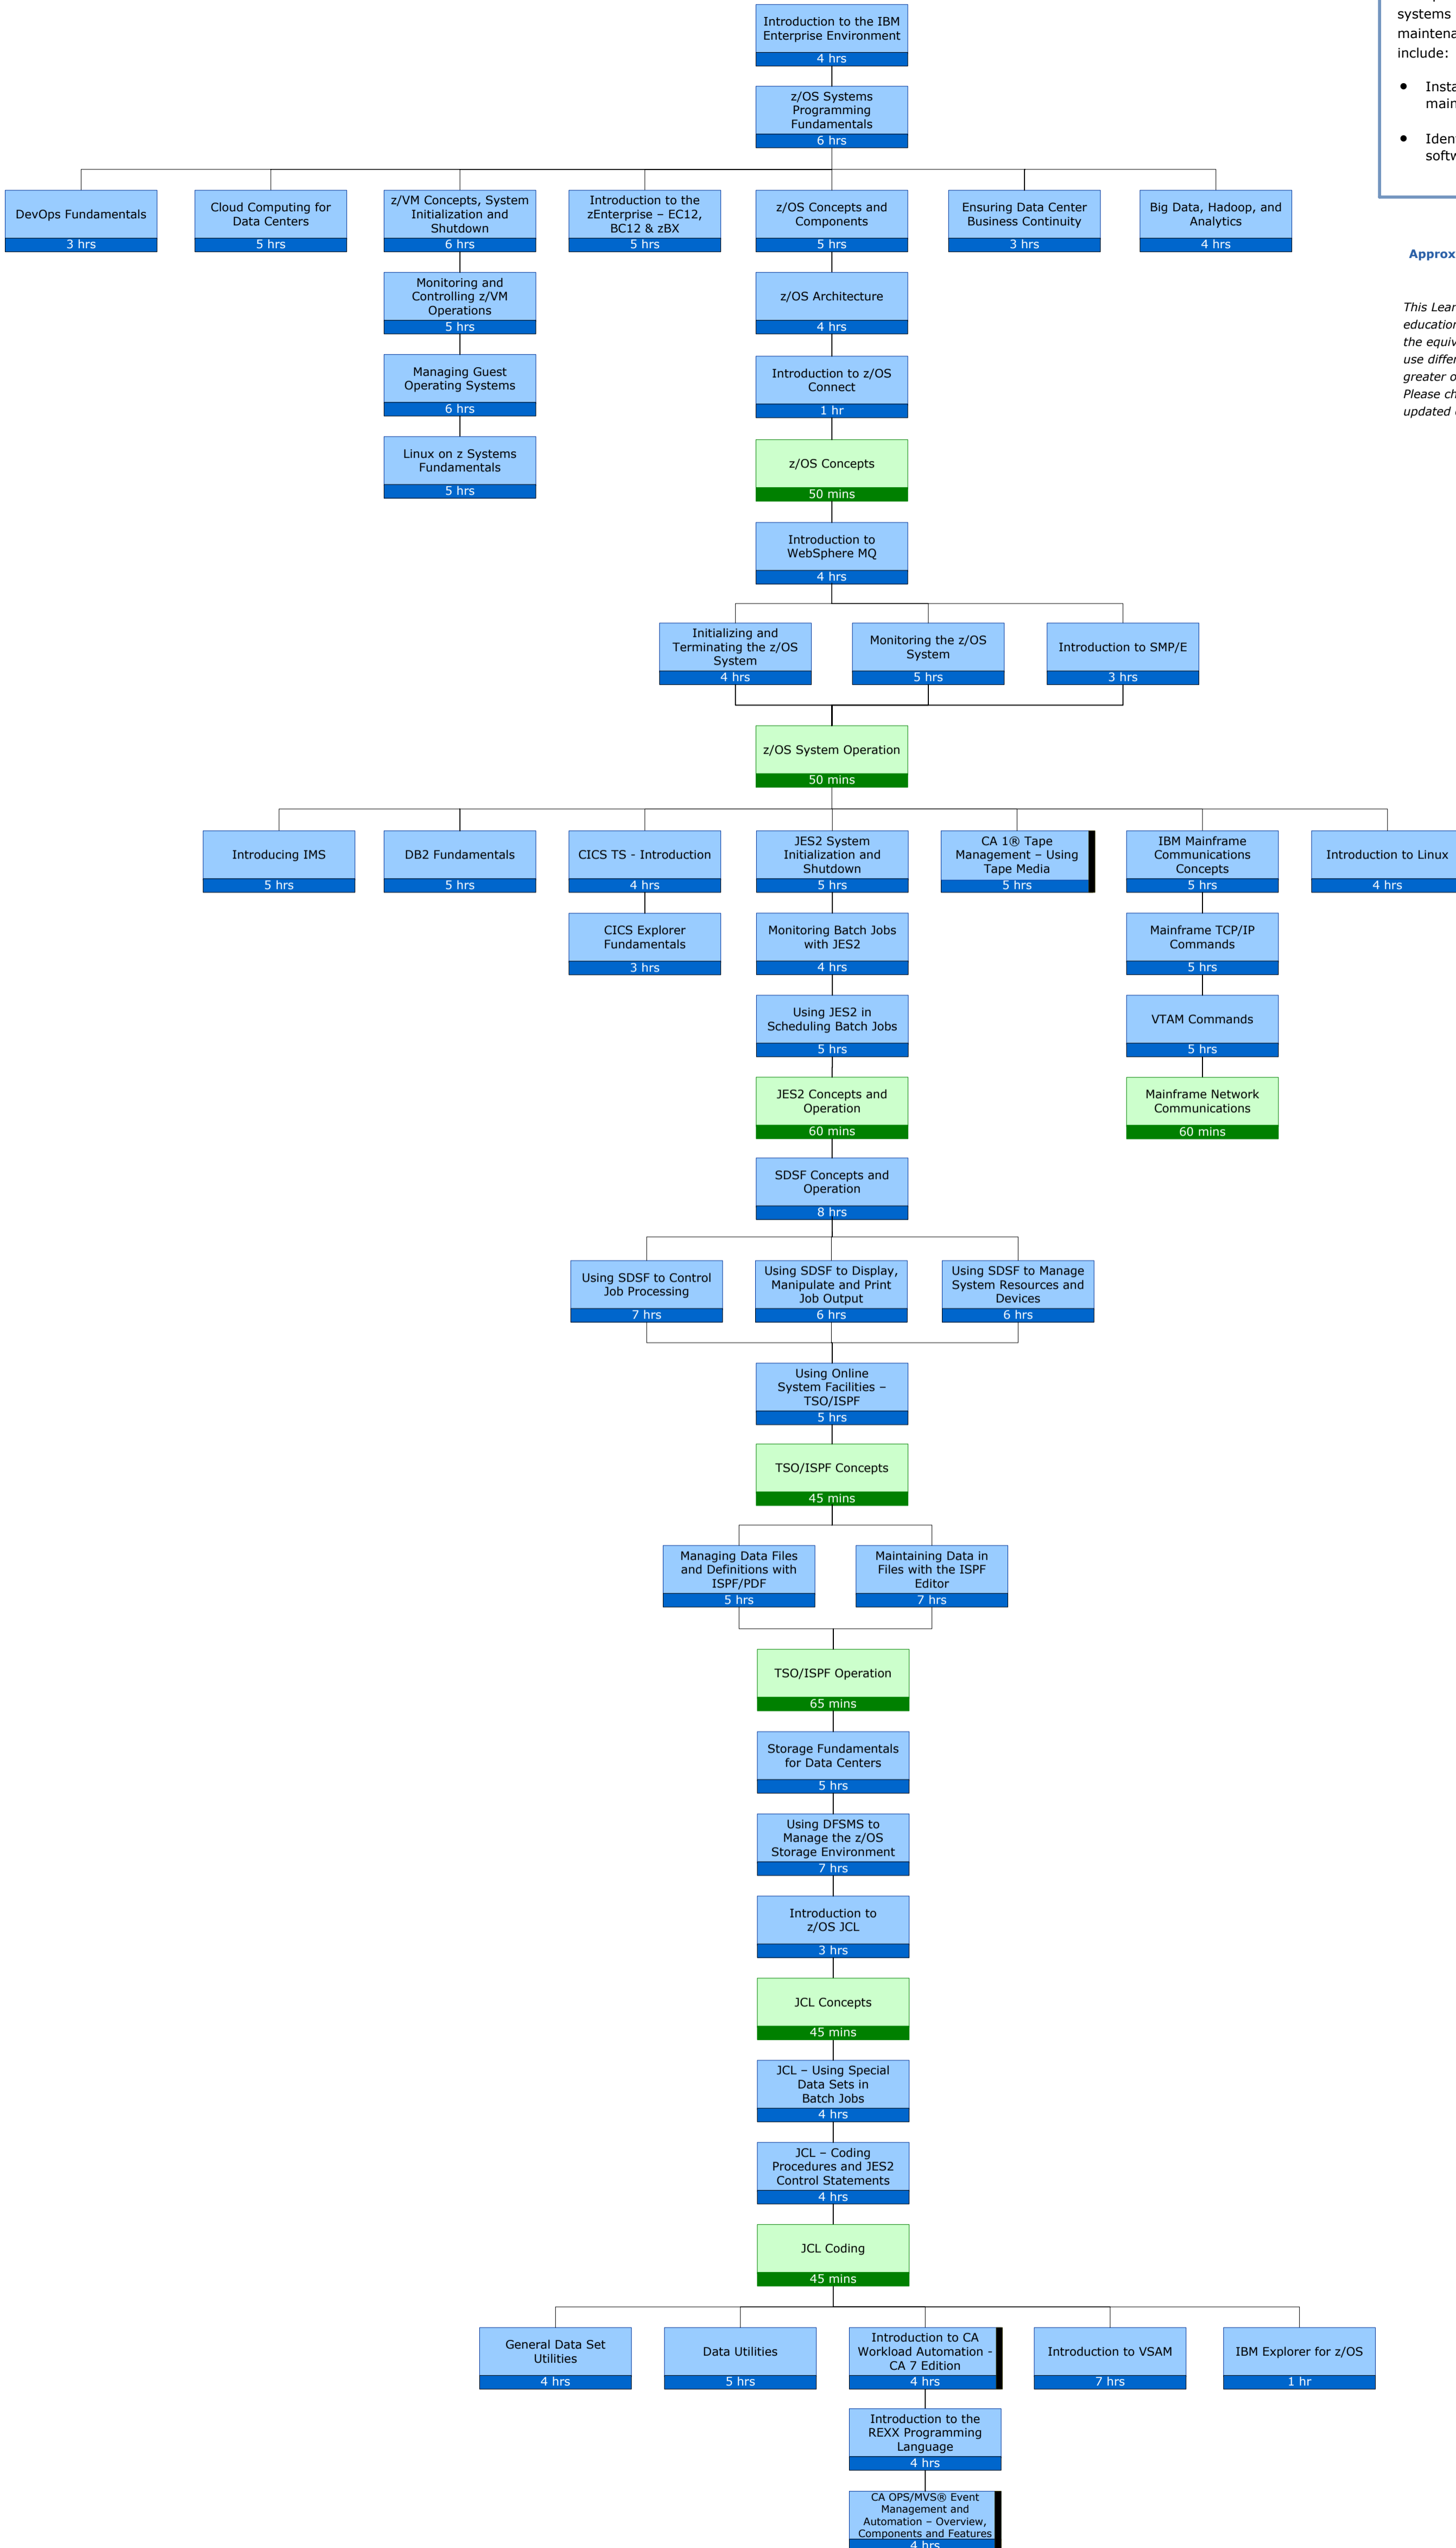 Introduction to the IBM
Enterprise Environment
4 hrs
z/OS Systems
Programming
Fundamentals
6 hrs
DevOps Fundamentals
3 hrs
Cloud Computing for
Data Centers
5 hrs
z/VM Concepts, System
Initialization and
Shutdown
6 hrs
Introduction to the
zEnterprise – EC12,
BC12 & zBX
5 hrs
z/OS Concepts and
Components
5 hrs
Ensuring Data Center
Business Continuity
3 hrs
Big Data, Hadoop, and
Analytics
4 hrs
Monitoring and
Controlling z/VM
Operations
5 hrs
Managing Guest
Operating Systems
6 hrs
Linux on z Systems
Fundamentals
5 hrs
z/OS Architecture
4 hrs
Introduction to z/OS
Connect
1 hr
z/OS Concepts
50 mins
Introduction to
WebSphere MQ
4 hrs
Initializing and
Terminating the z/OS
System
4 hrs
Monitoring the z/OS
System
5 hrs
Introduction to SMP/E
3 hrs
z/OS System Operation
50 mins
Introducing IMS
5 hrs
DB2 Fundamentals
5 hrs
CICS TS - Introduction
4 hrs
JES2 System
Initialization and
Shutdown
5 hrs
CA 1® Tape
Management – Using
Tape Media
5 hrs
IBM Mainframe
Communications
Concepts
5 hrs
Introduction to Linux
4 hrs
CICS Explorer
Fundamentals
3 hrs
Monitoring Batch Jobs
with JES2
4 hrs
Mainframe TCP/IP
Commands
5 hrs
Using JES2 in
Scheduling Batch Jobs
5 hrs
VTAM Commands
5 hrs
JES2 Concepts and
Operation
60 mins
Mainframe Network
Communications
60 mins
SDSF Concepts and
Operation
8 hrs
Using SDSF to Control
Job Processing
7 hrs
Using SDSF to Display,
Manipulate and Print
Job Output
6 hrs
Using SDSF to Manage
System Resources and
Devices
6 hrs
Using Online
System Facilities –
TSO/ISPF
5 hrs
TSO/ISPF Concepts
45 mins
Managing Data Files
and Definitions with
ISPF/PDF
5 hrs
Maintaining Data in
Files with the ISPF
Editor
7 hrs
TSO/ISPF Operation
65 mins
Storage Fundamentals
for Data Centers
5 hrs
Using DFSMS to
Manage the z/OS
Storage Environment
7 hrs
Introduction to
z/OS JCL
3 hrs
JCL Concepts
45 mins
JCL – Using Special
Data Sets in
Batch Jobs
4 hrs
JCL – Coding
Procedures and JES2
Control Statements
4 hrs
JCL Coding
45 mins
General Data Set
Utilities
4 hrs
Data Utilities
5 hrs
Introduction to CA
Workload Automation -
CA 7 Edition
4 hrs
Introduction to VSAM
7 hrs
IBM Explorer for z/OS
1 hr
Introduction to the
REXX Programming
Language
4 hrs
CA OPS/MVS® Event
Management and
Automation – Overview,
Components and Features
4 hrs
systems
maintena
include:
• Insta
main
• Iden
softw
Approx
This Lear
education
the equiv
use differ
greater o
Please ch
updated